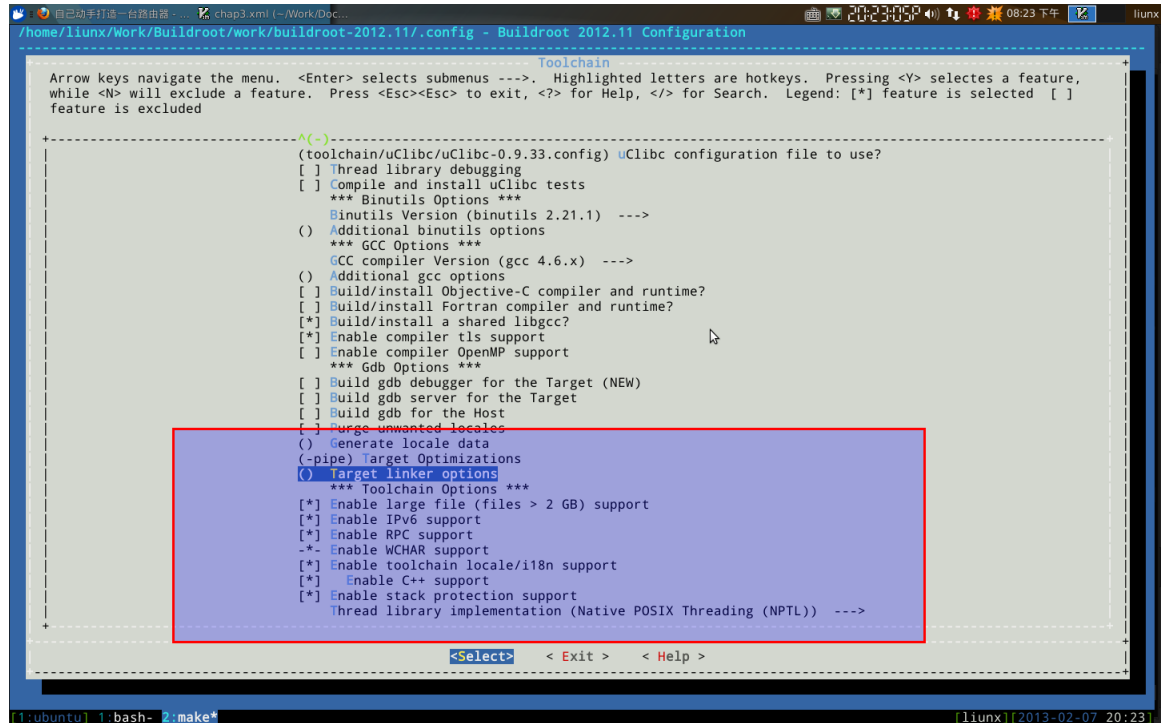 自己动手打造一台路由器 - ... chap3.xml (~/Work/Doc... 20:23:05P 08:23 下午 liunx
/home/liunx/Work/Buildroot/work/buildroot-2012.11/.config - Buildroot 2012.11 Configuration
Toolchain
Arrow keys navigate the menu. <Enter> selects submenus --->. Highlighted letters are hotkeys. Pressing <Y> selectes a feature,
while <N> will exclude a feature. Press <Esc><Esc> to exit, <?> for Help, </> for Search. Legend: [*] feature is selected [ ]
feature is excluded
^(-)
(toolchain/uClibc/uClibc-0.9.33.config) uClibc configuration file to use?
[ ] Thread library debugging
[ ] Compile and install uClibc tests
*** Binutils Options ***
Binutils Version (binutils 2.21.1) --->
() Additional binutils options
*** GCC Options ***
GCC compiler Version (gcc 4.6.x) --->
() Additional gcc options
[ ] Build/install Objective-C compiler and runtime?
[ ] Build/install Fortran compiler and runtime?
[*] Build/install a shared libgcc?
[*] Enable compiler tls support
[ ] Enable compiler OpenMP support
*** Gdb Options ***
[ ] Build gdb debugger for the Target (NEW)
[ ] Build gdb server for the Target
[ ] Build gdb for the Host
[ ] Purge unwanted locales
() Generate locale data
(-pipe) Target Optimizations
() Target linker options
*** Toolchain Options ***
[*] Enable large file (files > 2 GB) support
[*] Enable IPv6 support
[*] Enable RPC support
-*- Enable WCHAR support
[*] Enable toolchain locale/i18n support
[*] Enable C++ support
[*] Enable stack protection support
Thread library implementation (Native POSIX Threading (NPTL)) --->
<Select> < Exit > < Help >
[1:ubuntu] 1:bash- 2:make* [liunx][2013-02-07 20:23]